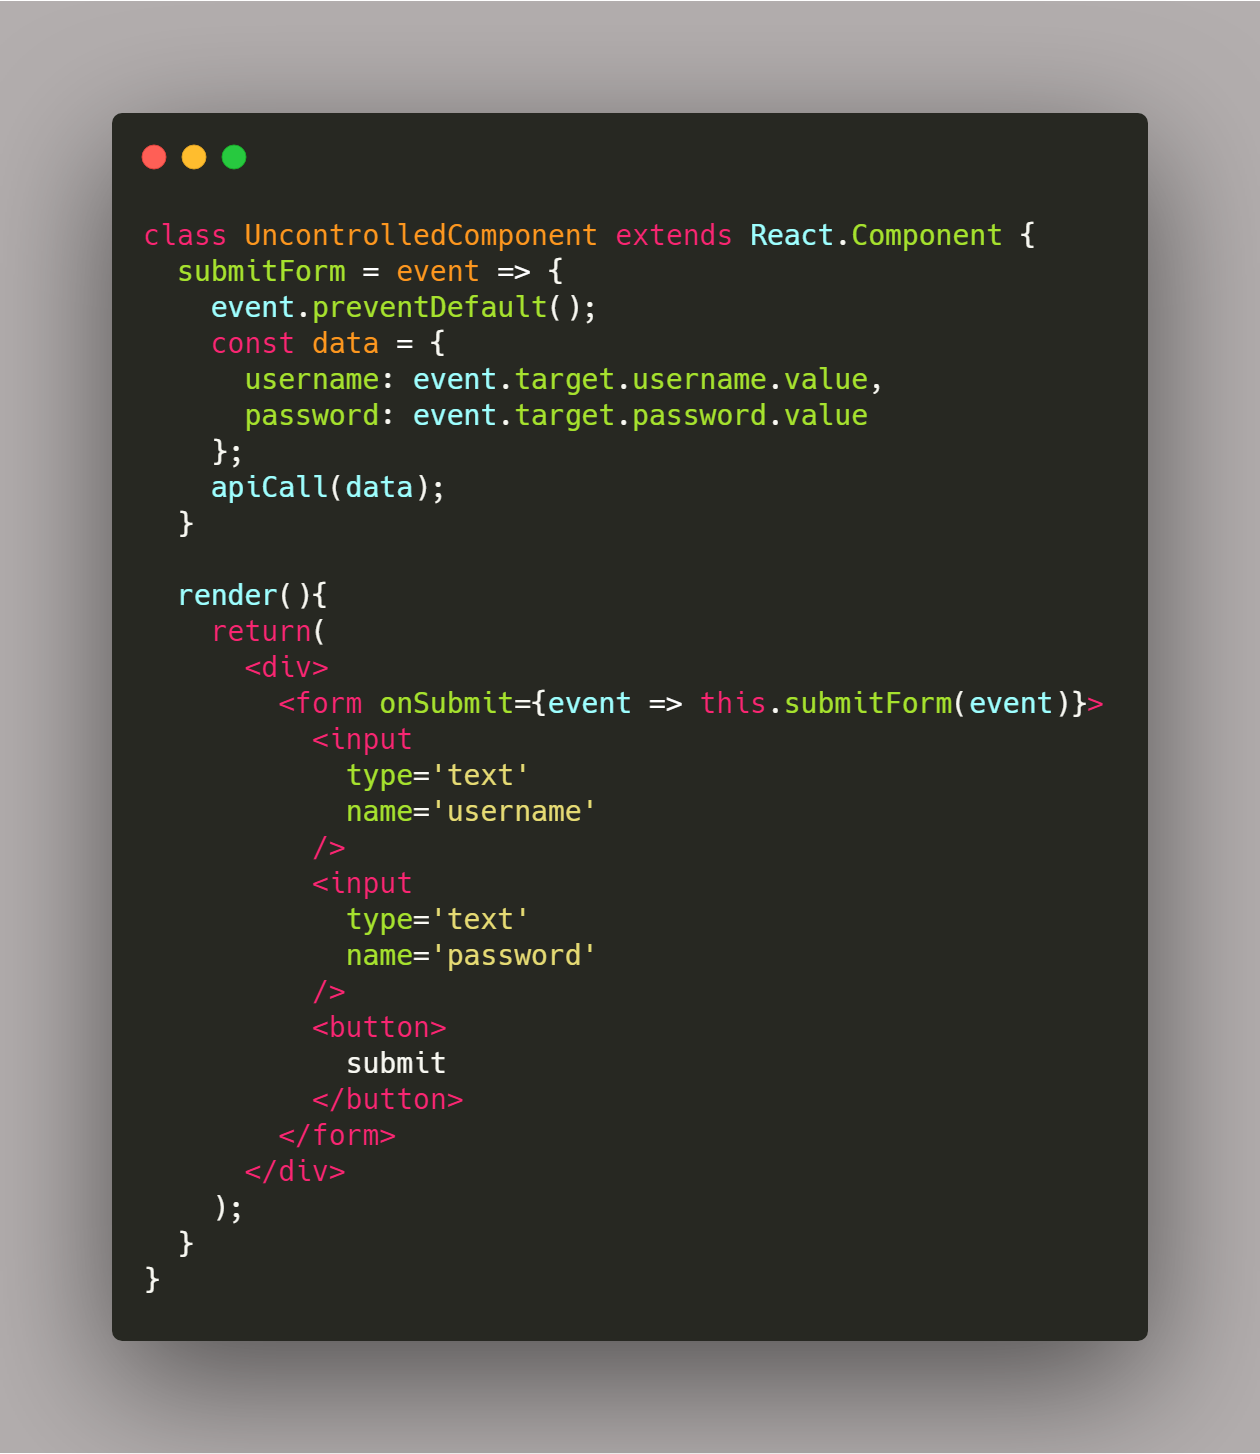 class UncontrolledComponent extends React.Component {
  submitForm = event => {
    event.preventDefault();
    const data = {
      username: event.target.username.value,
      password: event.target.password.value
    };
    apiCall(data);
  }

  render(){
    return(
      <div>
        <form onSubmit={event => this.submitForm(event)}>
          <input
            type='text'
            name='username'
          />
          <input
            type='text'
            name='password'
          />
          <button>
            submit
          </button>
        </form>
      </div>
    );
  }
}